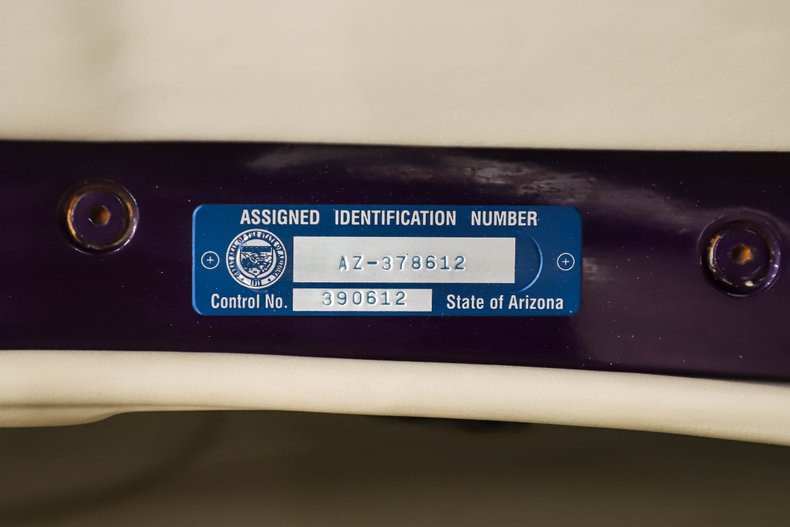 ASSIGNED IDENTIFICATION NUMBER
AZ-378612
Control No. 390612 State of Arizona